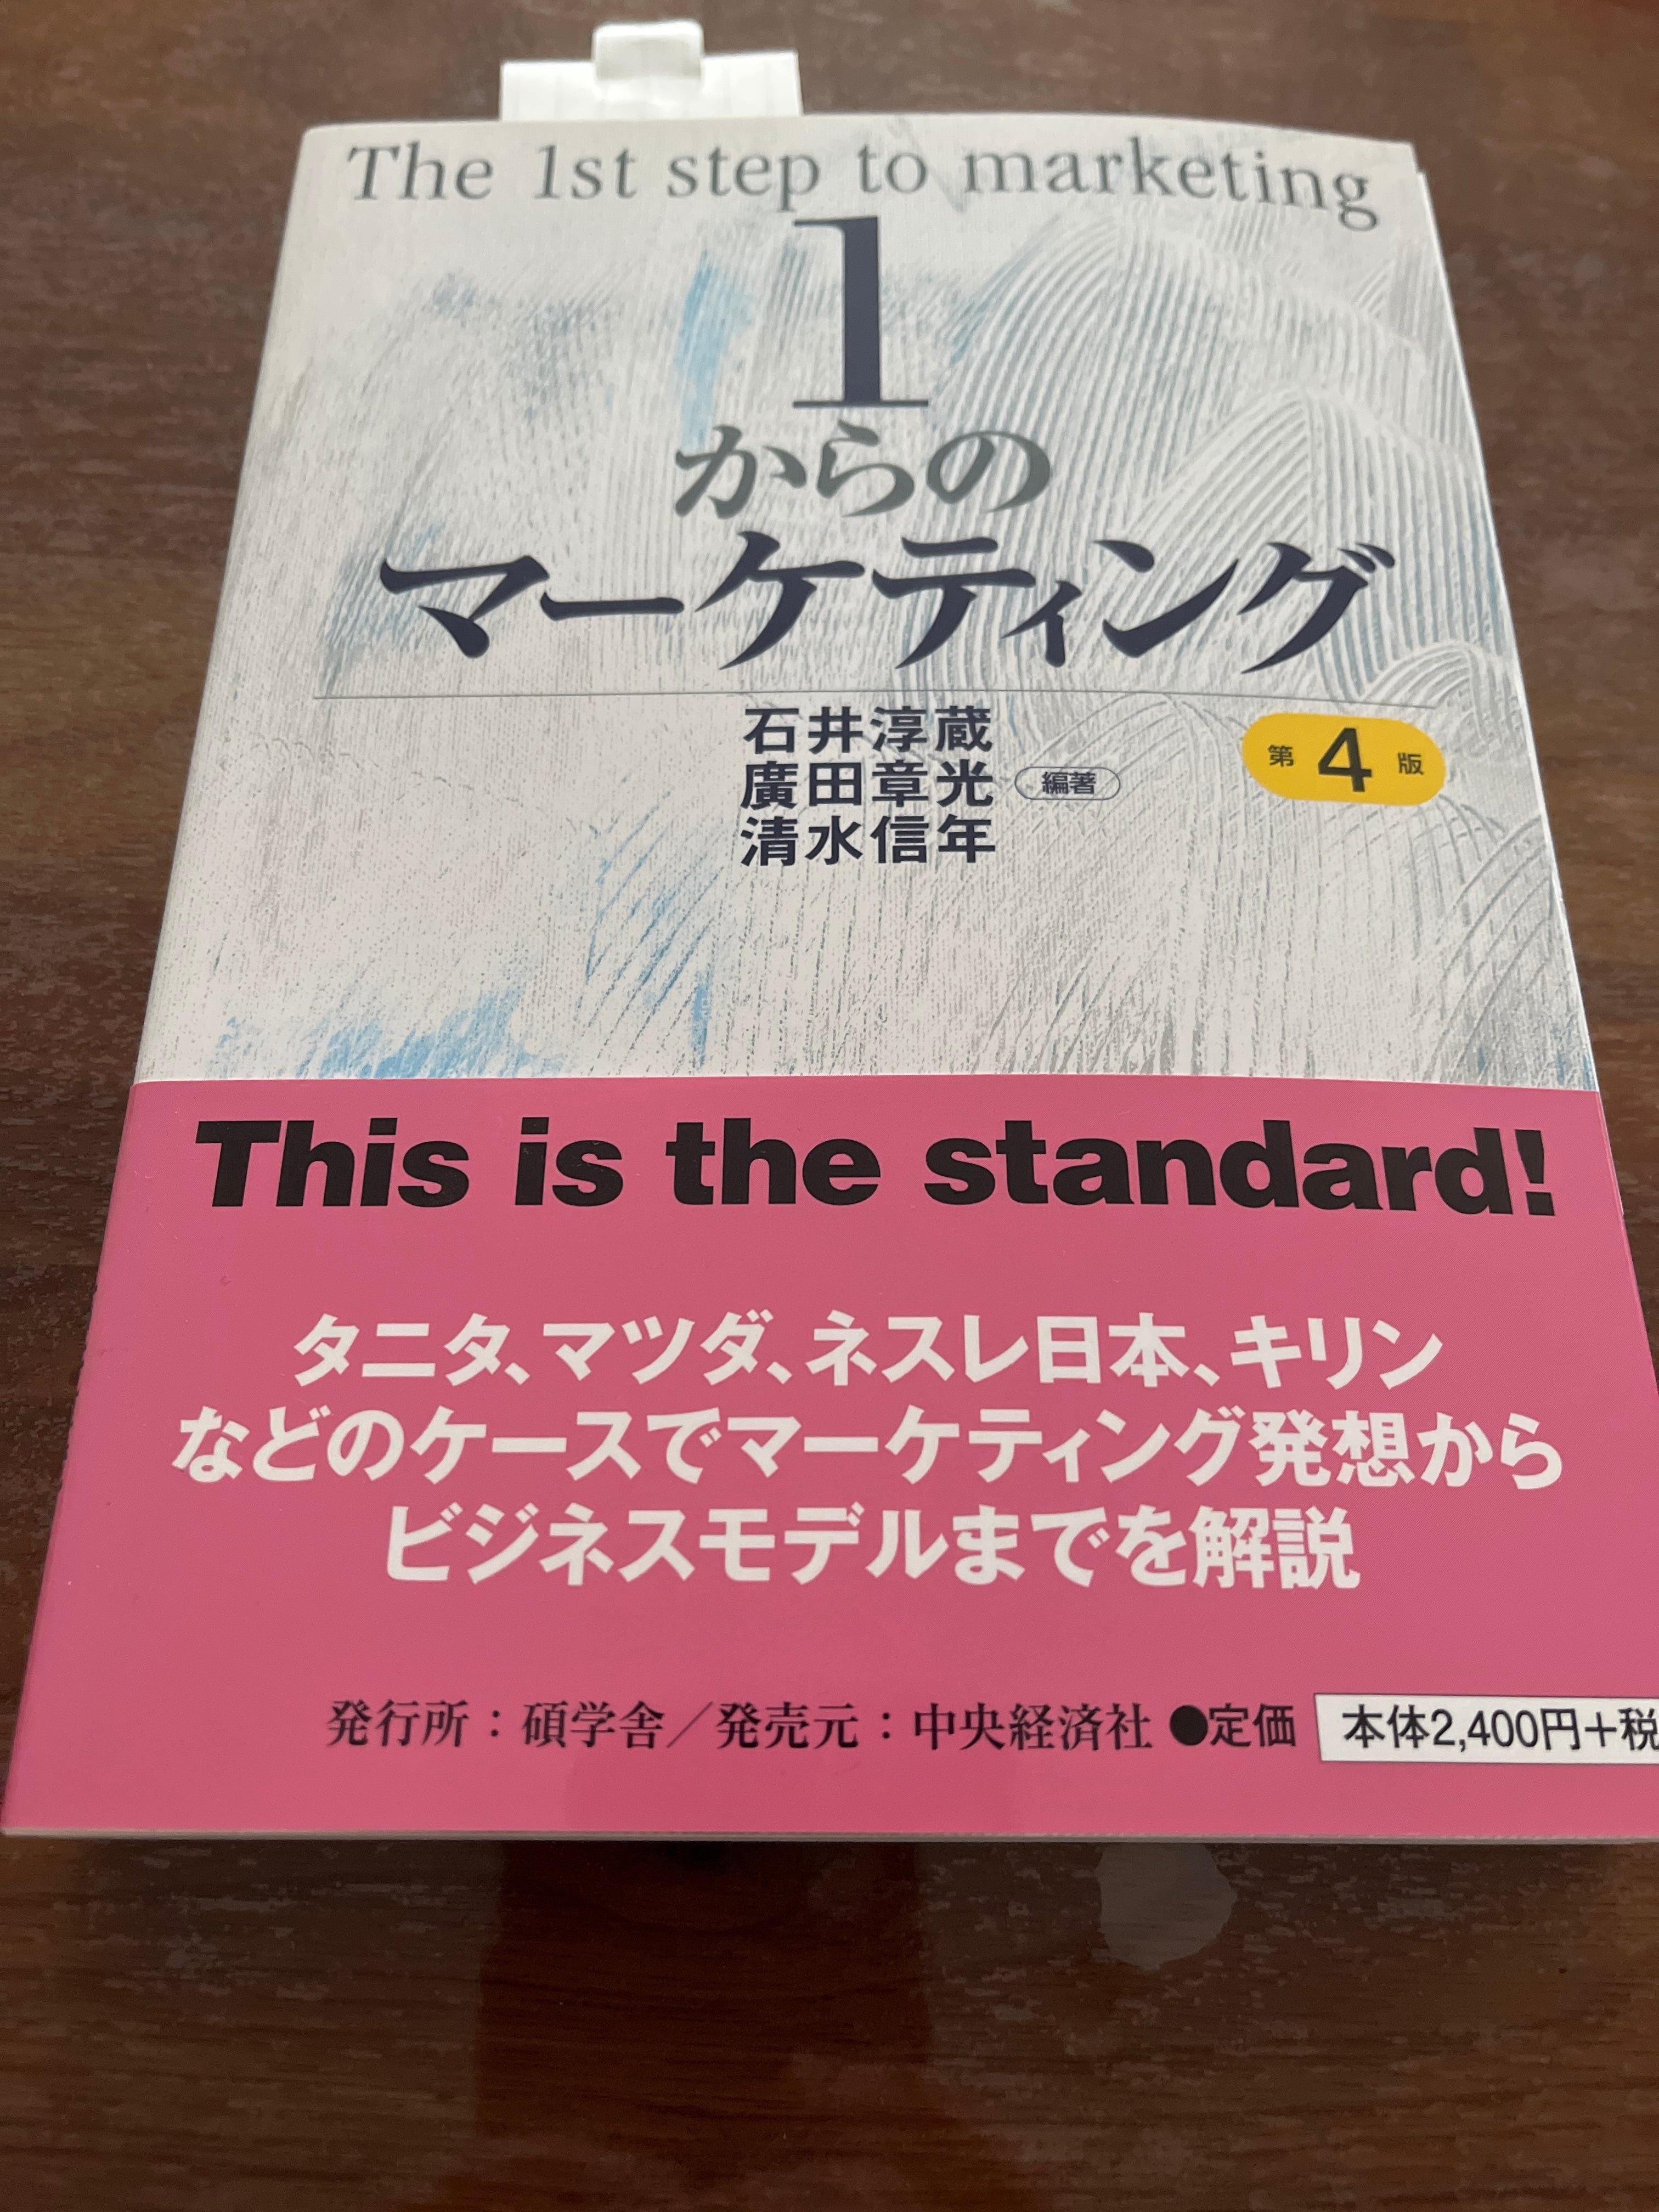 The 1st step to marketing
1
からの
マーケティング
石井淳蔵
廣田章光
清水信年
編著
第4版
This is the standard!
タニタ、マツダ、ネスレ日本、キリン
などのケースでマーケティング発想から
ビジネスモデルまでを解説
発行所：碩学舎／発売元：中央経済社 ●定価 本体2,400円＋税